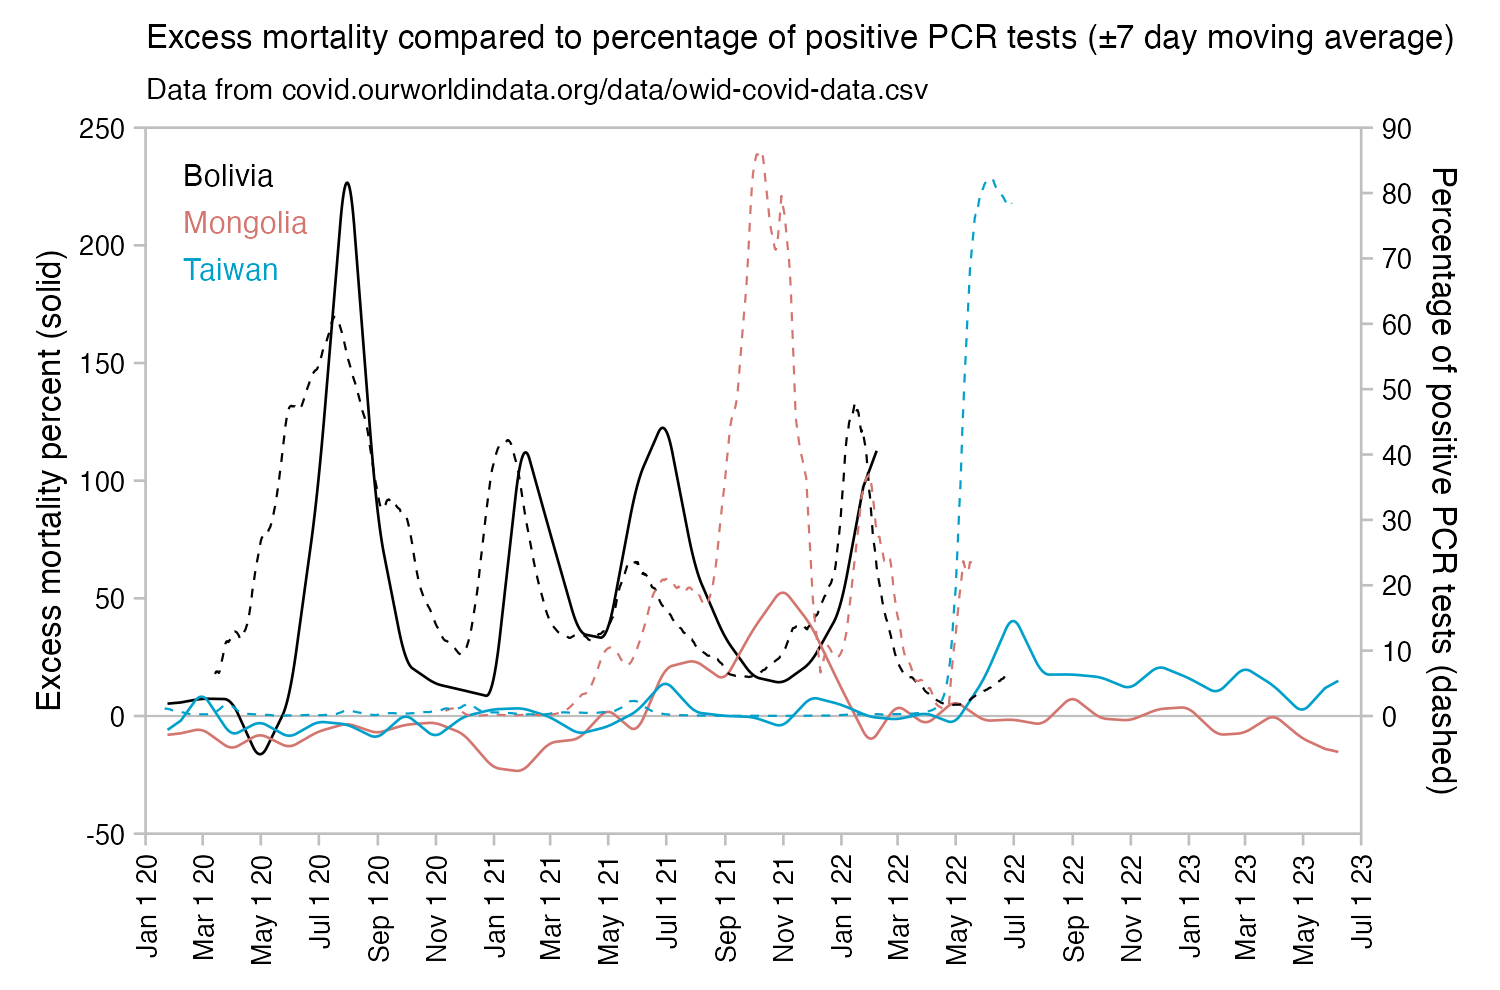 Excess mortality compared to percentage of positive PCR tests (±7 day moving average)
Data from covid.ourworldindata.org/data/owid-covid-data.csv
Excess mortality percent (solid)
250
200
150
100
50
0
-50
Bolivia
Mongolia
Taiwan
90
80
70
60
50
40
30
20
10
0
Percentage of positive PCR tests (dashed)
Jan 1 20
Mar 1 20
May 1 20
Jul 1 20
Sep 1 20
Nov 1 20
Jan 1 21
Mar 1 21
May 1 21
Jul 1 21
Sep 1 21
Nov 1 21
Jan 1 22
Mar 1 22
May 1 22
Jul 1 22
Sep 1 22
Nov 1 22
Jan 1 23
Mar 1 23
May 1 23
Jul 1 23